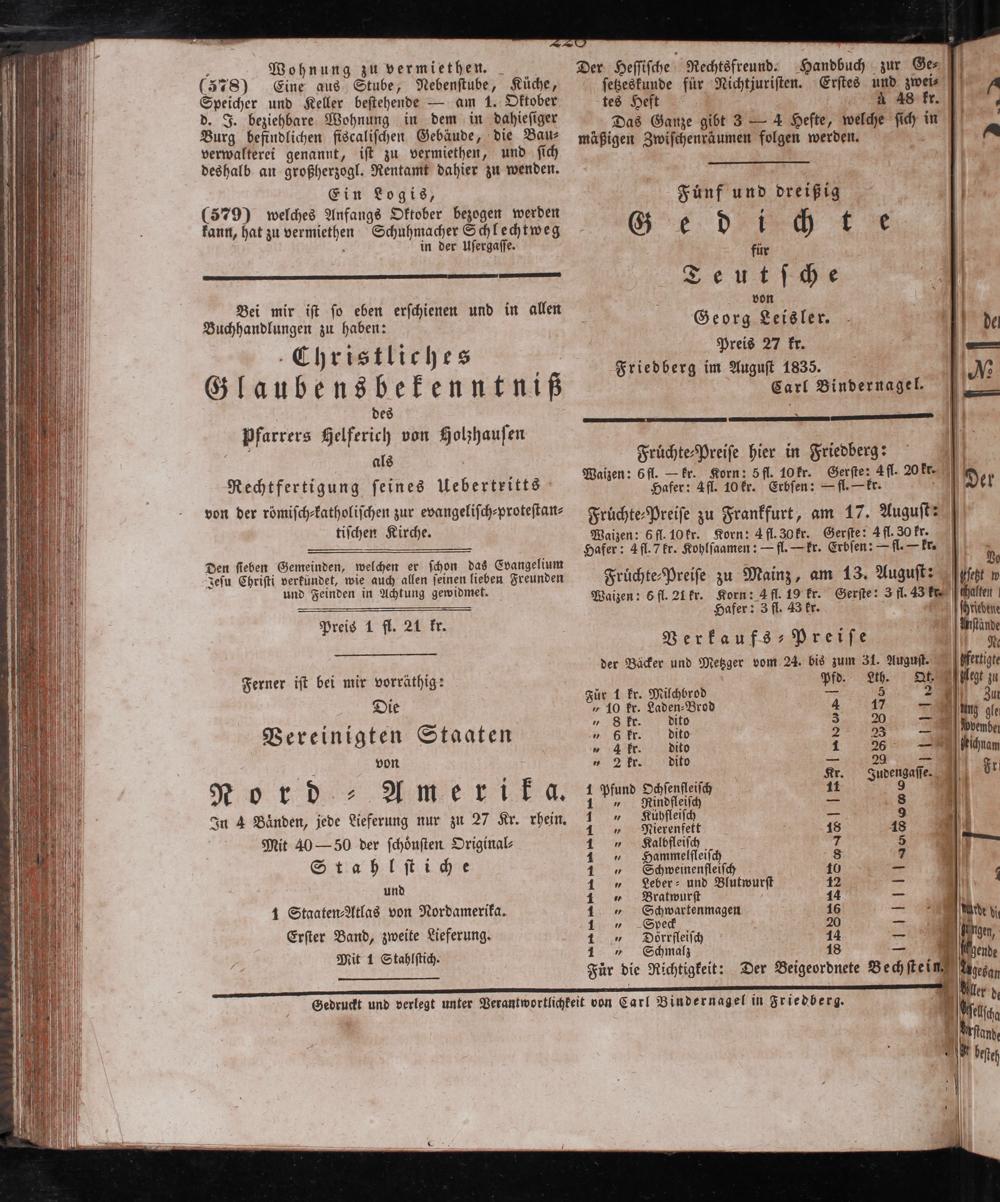 Wohnung zu vermiethen.
(578) Eine aus Stube, Nebenſtube, Küche,
Speicher und Keller beſtehende — am 1. Oktober
d. J. beziehbare Wohnung in dem in dahieſiger
Burg befindlichen fiscaliſchen Gebäude, die Bau⸗
verwalterei genannt, iſt zu vermiethen, und ſich
deshalb an großherzogl. Rentamt dahier zu wenden.
Ein Logis,
(579) welches Anfangs Oktober bezogen werden
kann, hat zu vermiethen Schuhmacher Schlechtweg
in der Uſergaſſe.
Bei mir iſt ſo eben erſchienen und in allen
Buchhandlungen zu haben:
Chriſtliches
Glaubensbekenntniß
des
Pfarrers Helferich von Holzhauſen
als
Rechtfertigung ſeines Uebertritts
von der römiſch⸗katholiſchen zur evangeliſch⸗proteſtan⸗
tiſchen Kirche.
Den ſieben Gemeinden, welchen er ſchon das Evangelium
Jeſu Chriſti verkündet, wie auch allen ſeinen lieben Freunden
und Feinden in Achtung gewidmet.
Preis 1 fl. 21 kr.
Ferner iſt bei mir vorräthig:
Die
Vereinigten Staaten
von
Nord⸗Amerika.
In 4 Bänden, jede Lieferung nur zu 27 Kr. rhein.
Mit 40—50 der ſchönſten Original⸗
Stahlſtiche
und
1 Staaten⸗Atlas von Nordamerika.
Erſter Band, zweite Lieferung.
Mit 1 Stahlſtich.
Der Heſſiſche Rechtsfreund. Handbuch zur Ge⸗
ſetzeskunde für Nichtjuriſten. Erſtes und zwei⸗
tes Heft à 48 kr.
Das Ganze gibt 3 — 4 Hefte, welche ſich in
mäßigen Zwiſchenräumen folgen werden.
Fünf und dreißig
Gedichte
für
Teutſche
von
Georg Leisler.
Preis 27 kr.
Friedberg im Auguſt 1835.
Carl Bindernagel.
Früchte⸗Preiſe hier in Friedberg:
Waizen: 6 fl. — kr. Korn: 5 fl. 10 kr. Gerſte: 4 fl. 20 kr.
Hafer: 4 fl. 10 kr. Erbſen: — fl. — kr.
Früchte⸗Preiſe zu Frankfurt, am 17. Auguſt:
Waizen: 6 fl. 10 kr. Korn: 4 fl. 30 kr. Gerſte: 4 fl. 30 kr.
Hafer: 4 fl. 7 kr. Kohlſaamen: — fl. — kr. Erbſen: — fl. — kr.
Früchte⸗Preiſe zu Mainz, am 13. Auguſt:
Waizen: 6 fl. 21 kr. Korn: 4 fl. 19 kr. Gerſte: 3 fl. 43 kr.
Hafer: 3 fl. 43 kr.
Verkaufs⸗Preiſe
der Bäcker und Metzger vom 24. bis zum 31. Auguſt.
Pfd. Lth. Qt.
Für 1 kr. Milchbrod — 5 2
„ 10 kr. Laden⸗Brod 4 17 —
„ 8 kr. dito 3 20 —
„ 6 kr. dito 2 23 —
„ 4 kr. dito 1 26 —
„ 2 kr. dito — 29 —
Kr. Judengaſſe.
1 Pfund Ochſenfleiſch 11 9
1 „ Rindfleiſch — 8
1 „ Kühfleiſch — 9
1 „ Nierenfett 18 18
1 „ Kalbfleiſch 7 5
1 „ Hammelfleiſch 8 7
1 „ Schweinenfleiſch 10 —
1 „ Leber⸗ und Blutwurſt 12 —
1 „ Bratwurſt 14 —
1 „ Schwartenmagen 16 —
1 „ Speck 20 —
1 „ Dörrfleiſch 14 —
1 „ Schmalz 18 —
Für die Richtigkeit: Der Beigeordnete Bechſtein.
Gedruckt und verlegt unter Verantwortlichkeit von Carl Bindernagel in Friedberg.